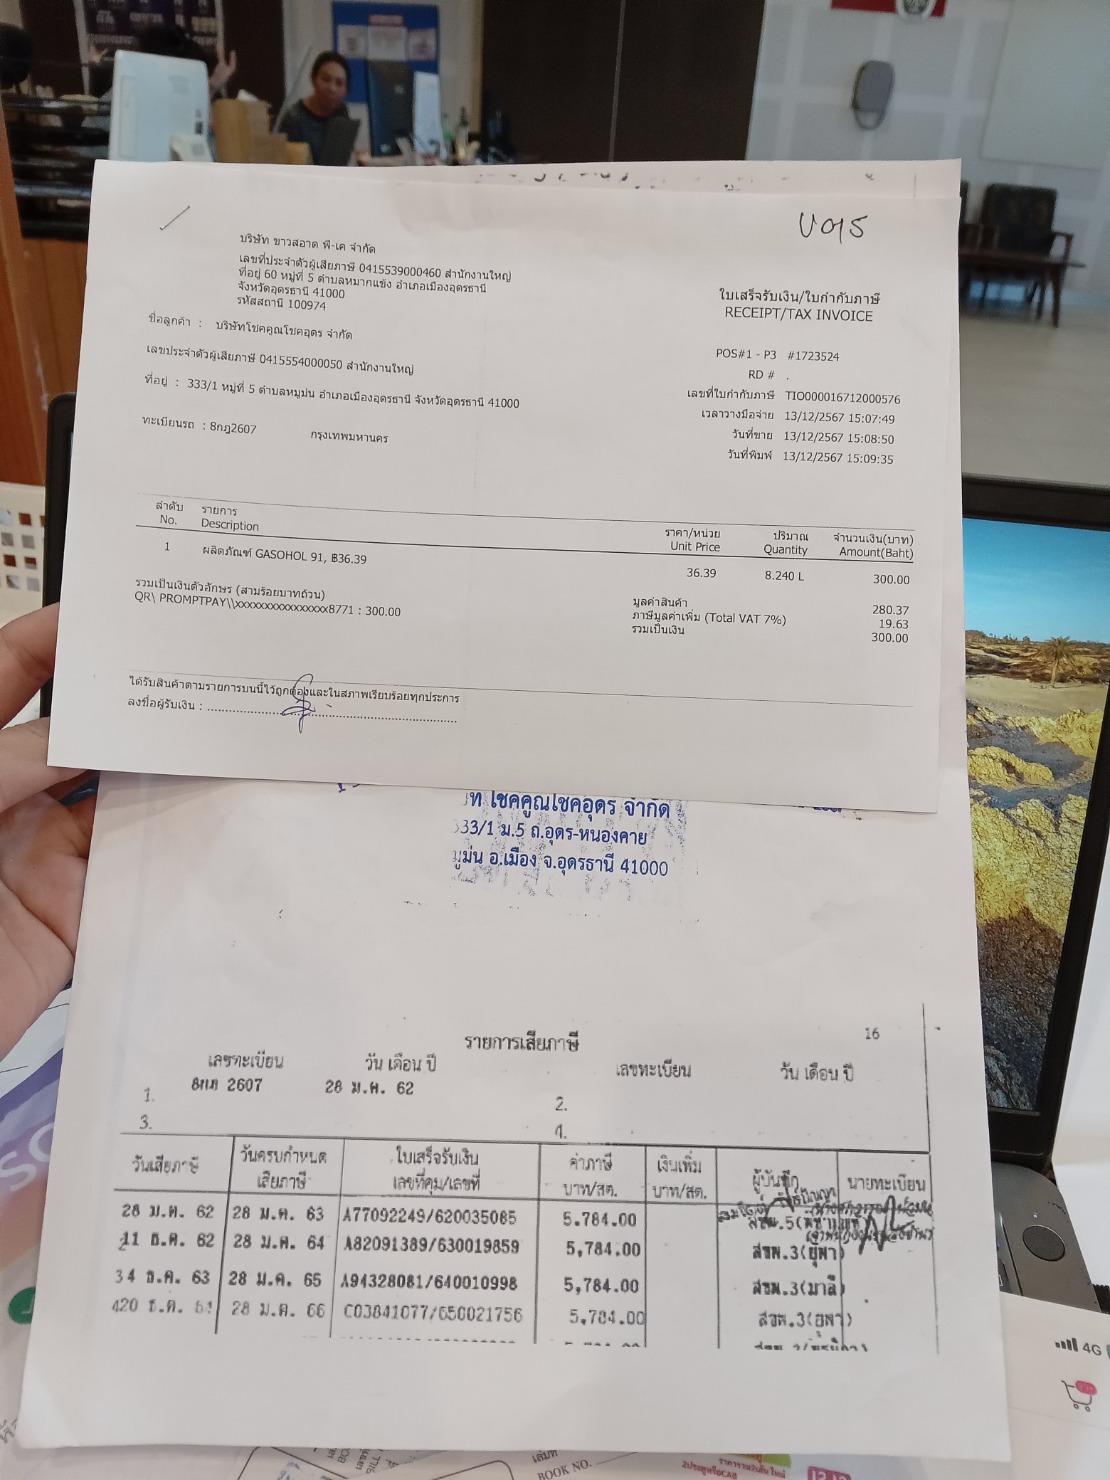 บริษัท ขาวสอาด พี-เค จำกัด
เลขที่ประจำตัวผู้เสียภาษี 0415539000460 สำนักงานใหญ่
ที่อยู่ 60 หมู่ที่ 5 ตำบลหมากแข้ง อำเภอเมืองอุดรธานี
จังหวัดอุดรธานี 41000
รหัสสถานี 100974
ชื่อลูกค้า : บริษัทโชคคูณโชคอุดร จำกัด
เลขประจำตัวผู้เสียภาษี 0415554000050 สำนักงานใหญ่
ที่อยู่ : 333/1 หมู่ที่ 5 ตำบลหมูม่น อำเภอเมืองอุดรธานี จังหวัดอุดรธานี 41000
ทะเบียนรถ : 8กฎ2607 กรุงเทพมหานคร
ใบเสร็จรับเงิน/ใบกำกับภาษี
RECEIPT/TAX INVOICE
POS#1 - P3 #1723524
RD # .
เลขที่ใบกำกับภาษี TIO000016712000576
เวลาวางมือจ่าย 13/12/2567 15:07:49
วันที่ขาย 13/12/2567 15:08:50
วันที่พิมพ์ 13/12/2567 15:09:35
ลำดับ รายการ ราคา/หน่วย ปริมาณ จำนวนเงิน(บาท)
No. Description Unit Price Quantity Amount(Baht)
1 ผลิตภัณฑ์ GASOHOL 91, ฿36.39 36.39 8.240 L 300.00
รวมเป็นเงินตัวอักษร (สามร้อยบาทถ้วน)
QR\ PROMPTPAY\\xxxxxxxxxxxxxxxx8771 : 300.00
มูลค่าสินค้า 280.37
ภาษีมูลค่าเพิ่ม (Total VAT 7%) 19.63
รวมเป็นเงิน 300.00
ได้รับสินค้าตามรายการบนนี้ไว้ถูกต้องและในสภาพเรียบร้อยทุกประการ
ลงชื่อผู้รับเงิน :
โชคคูณโชคอุดร จำกัด
333/1 ม.5 ถ.อุดร-หนองคาย
อ.เมือง จ.อุดรธานี 41000
16
รายการเสียภาษี
เลขทะเบียน วัน เดือน ปี เลขทะเบียน วัน เดือน ปี
1. 2607 28 ม.ค. 62 2.
3. 4.
วันเสียภาษี วันครบกำหนด ใบเสร็จรับเงิน ค่าภาษี เงินเพิ่ม ผู้บันทึก นายทะเบียน
เสียภาษี เลขที่คุม/เลขที่ บาท/สต. บาท/สต.
28 ม.ค. 62 28 ม.ค. 63 A77092249/620035085 5,784.00
11 ธ.ค. 62 28 ม.ค. 64 A82091389/630019859 5,784.00 สขพ.3(ยุพา)
34 ธ.ค. 63 28 ม.ค. 65 A94328081/640010998 5,784.00 สขพ.3(มาลี)
420 ธ.ค. 28 ม.ค. 66 C03841077/650021756 5,784.00 สขพ.3(ยุพา)
4G
BOOK NO.